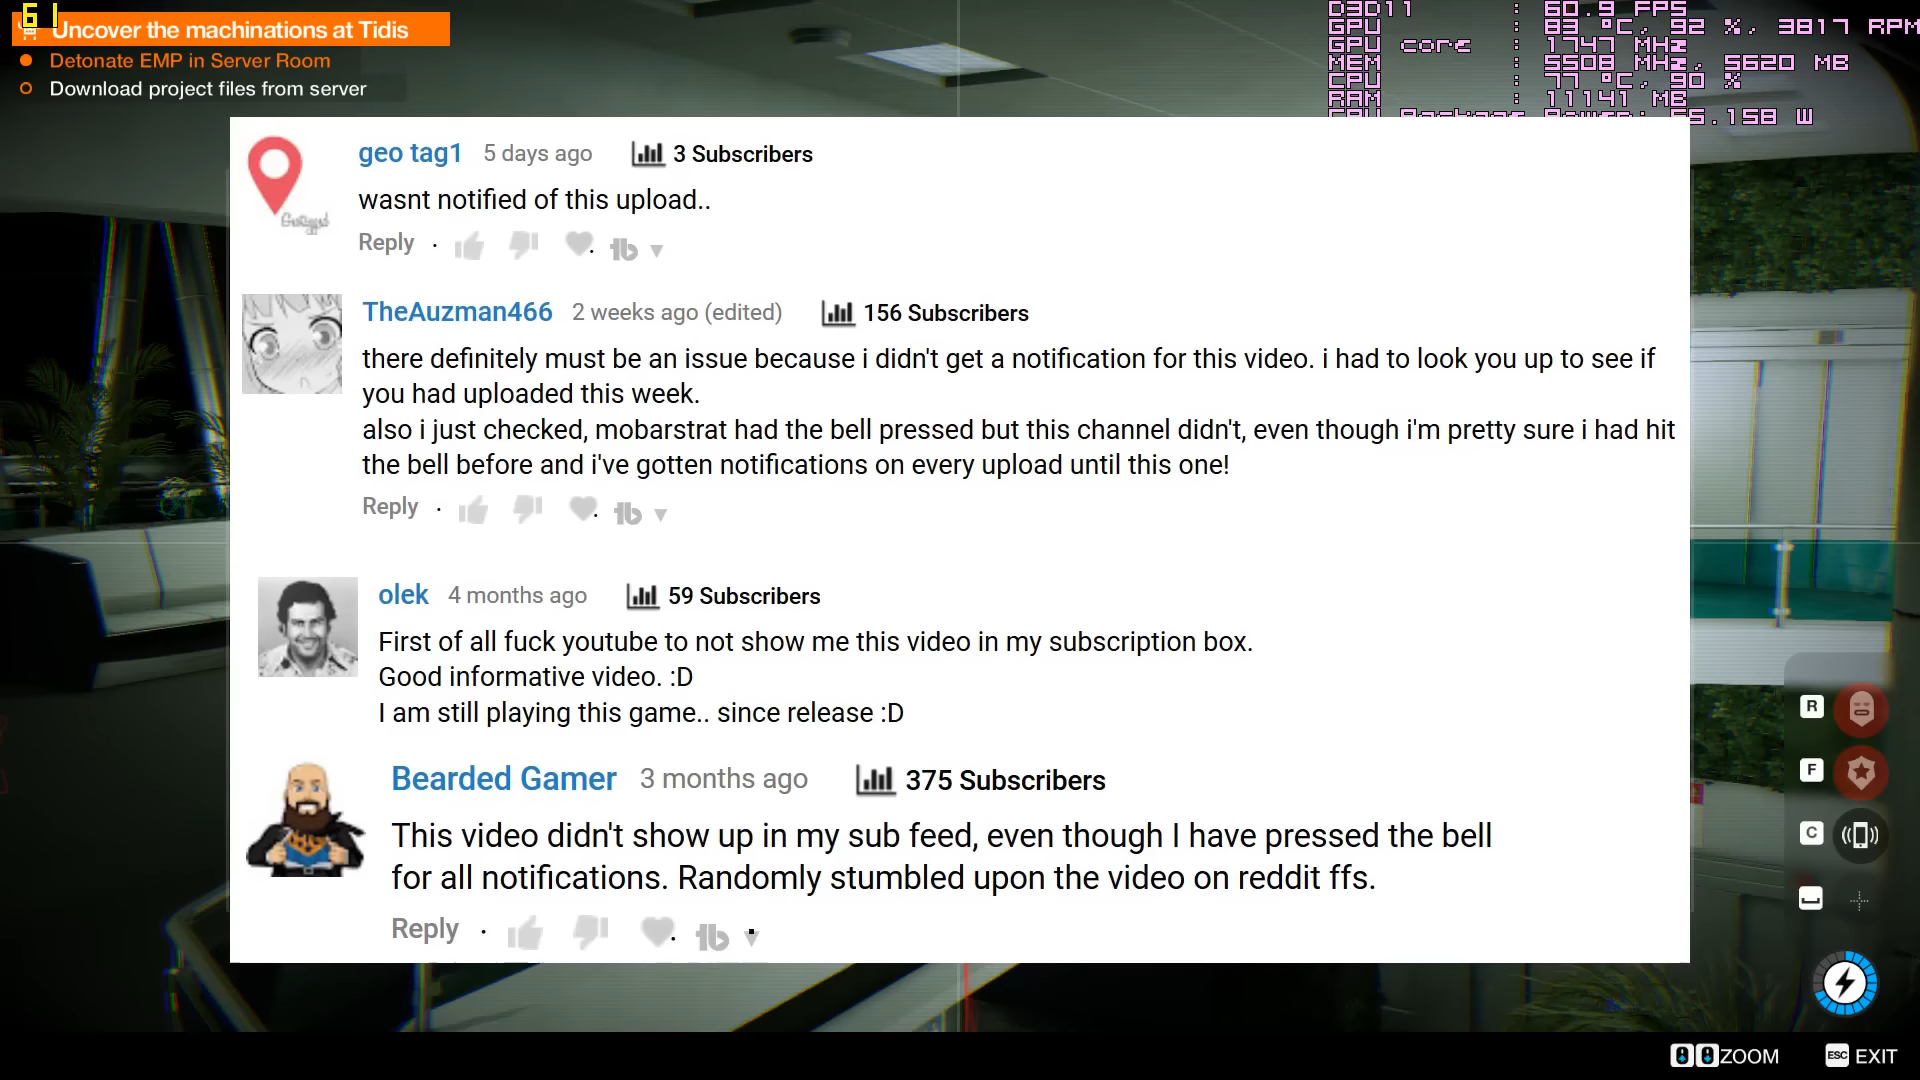 61
Uncover the machinations at Tidis
Detonate EMP in Server Room
Download project files from server
D3D11 : 60.9 FPS
GPU : 83 °C, 92 %, 3817 RPM
GPU core : 1747 MHz
MEM : 5508 MHz, 5620 MB
CPU : 77 °C, 90 %
RAM : 11141 MB
CPU Package Power: .158 W
geo tag1 5 days ago 3 Subscribers
wasnt notified of this upload..
Reply
TheAuzman466 2 weeks ago (edited) 156 Subscribers
there definitely must be an issue because i didn't get a notification for this video. i had to look you up to see if
you had uploaded this week.
also i just checked, mobarstrat had the bell pressed but this channel didn't, even though i'm pretty sure i had hit
the bell before and i've gotten notifications on every upload until this one!
Reply
olek 4 months ago 59 Subscribers
First of all fuck youtube to not show me this video in my subscription box.
Good informative video. :D
I am still playing this game.. since release :D
Bearded Gamer 3 months ago 375 Subscribers
This video didn't show up in my sub feed, even though I have pressed the bell
for all notifications. Randomly stumbled upon the video on reddit ffs.
Reply
R
F
C
ZOOM
ESC EXIT